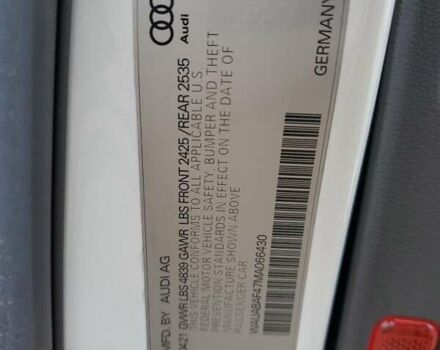 Audi
GERMANY
MFD BY AUDI AG
GVWR LBS 4839 GAWR LBS FRONT 2425 / REAR 2535
THIS VEHICLE CONFORMS TO ALL APPLICABLE U S
FEDERAL MOTOR VEHICLE SAFETY, BUMPER AND THEFT
PREVENTION STANDARDS IN EFFECT ON THE DATE
OF MANUFACTURE SHOWN ABOVE
PASSENGER CAR